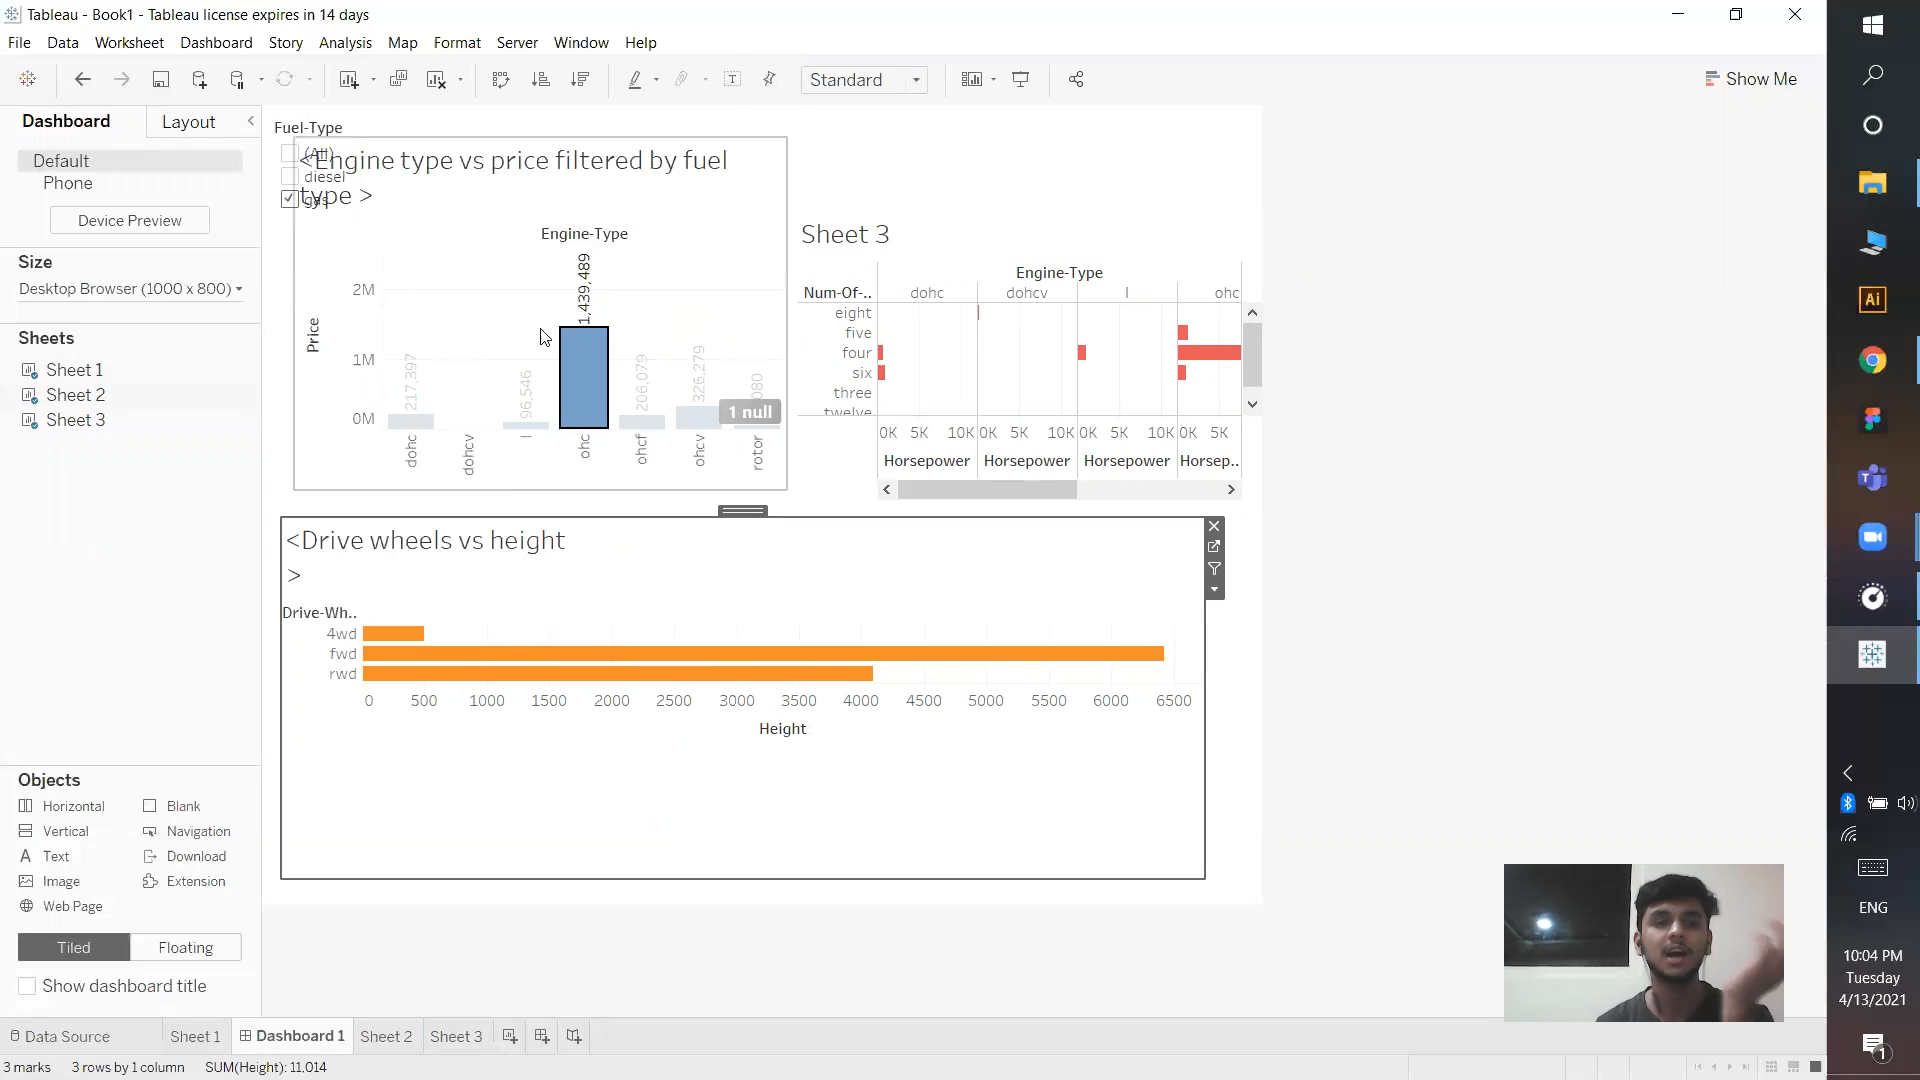 Tableau - Book1 - Tableau license expires in 14 days
File Data Worksheet Dashboard Story Analysis Map Format Server Window Help
Standard
Show Me
Dashboard Layout
Default
Phone
Device Preview
Size
Desktop Browser (1000 x 800)
Sheets
Sheet 1
Sheet 2
Sheet 3
Objects
Horizontal Blank
Vertical Navigation
Text Download
Image Extension
Web Page
Tiled Floating
Show dashboard title
Fuel-Type
(All)
diesel
gas
<Engine type vs price filtered by fuel
type >
Engine-Type
Price
2M
1M
0M
217,397
96,546
1,439,489
206,079
326,279
080
1 null
dohc dohcv l ohc ohcf ohcv rotor
Sheet 3
Engine-Type
Num-Of-.. dohc dohcv l ohc
eight
five
four
six
three
twelve
0K 5K 10K 0K 5K 10K 0K 5K 10K 0K 5K
Horsepower Horsepower Horsepower Horsep..
<Drive wheels vs height
>
Drive-Wh..
4wd
fwd
rwd
0 500 1000 1500 2000 2500 3000 3500 4000 4500 5000 5500 6000 6500
Height
Data Source Sheet 1 Dashboard 1 Sheet 2 Sheet 3
3 marks 3 rows by 1 column SUM(Height): 11,014
Ai
ENG
10:04 PM
Tuesday
4/13/2021
1